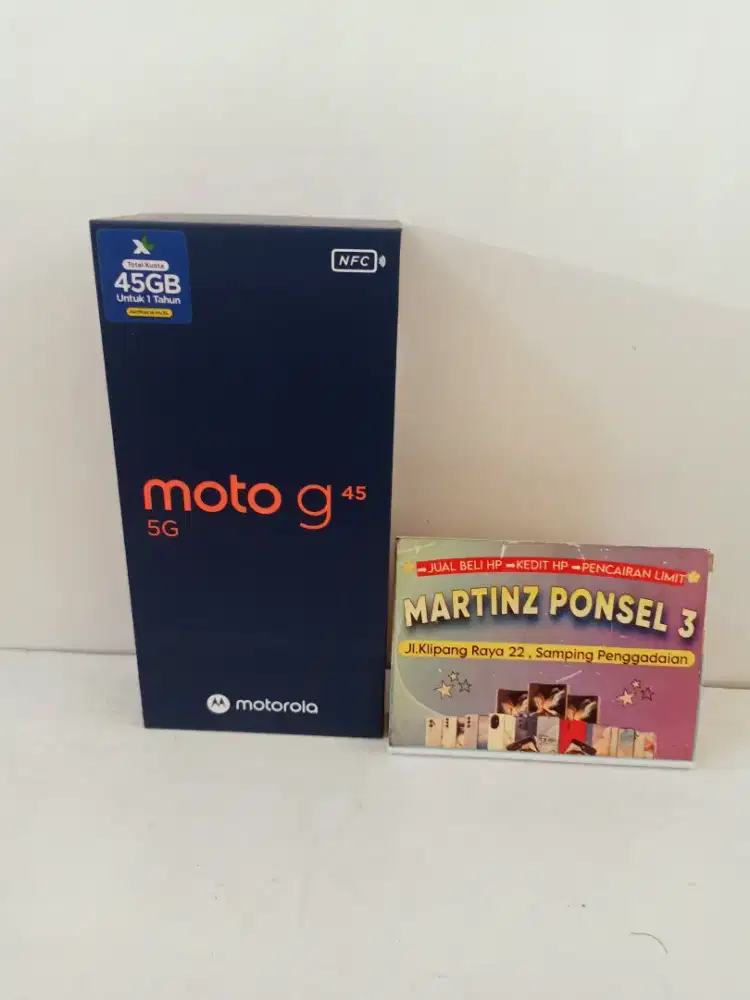 Total Kuota
45GB
Untuk 1 Tahun
NFC
moto g 45
5G
motorola
JUAL BELI HP KEDIT HP PENCAIRAN LIMIT
MARTINZ PONSEL 3
Jl.Klipang Raya 22 , Samping Penggadaian